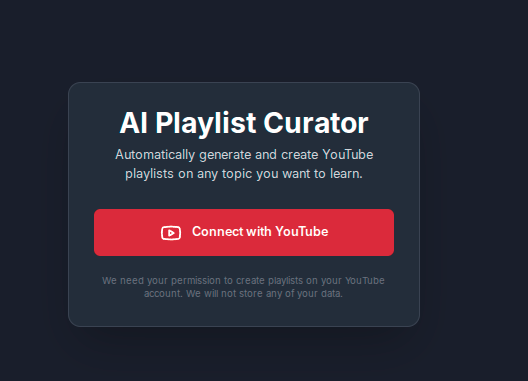 AI Playlist Curator
Automatically generate and create YouTube
playlists on any topic you want to learn.
Connect with YouTube
We need your permission to create playlists on your YouTube
account. We will not store any of your data.